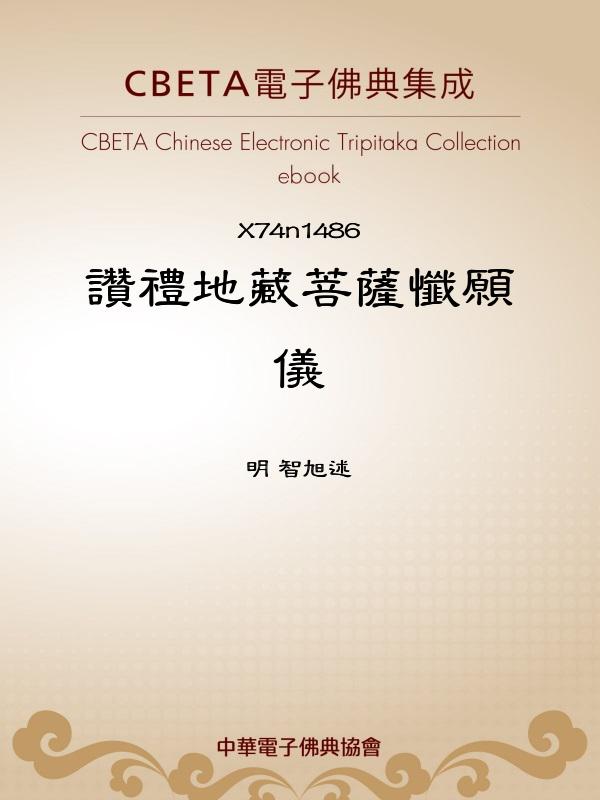 CBETA電子佛典集成
CBETA Chinese Electronic Tripitaka Collection
ebook
X74n1486
讚禮地藏菩薩懺願
儀
明 智旭述
中華電子佛典協會